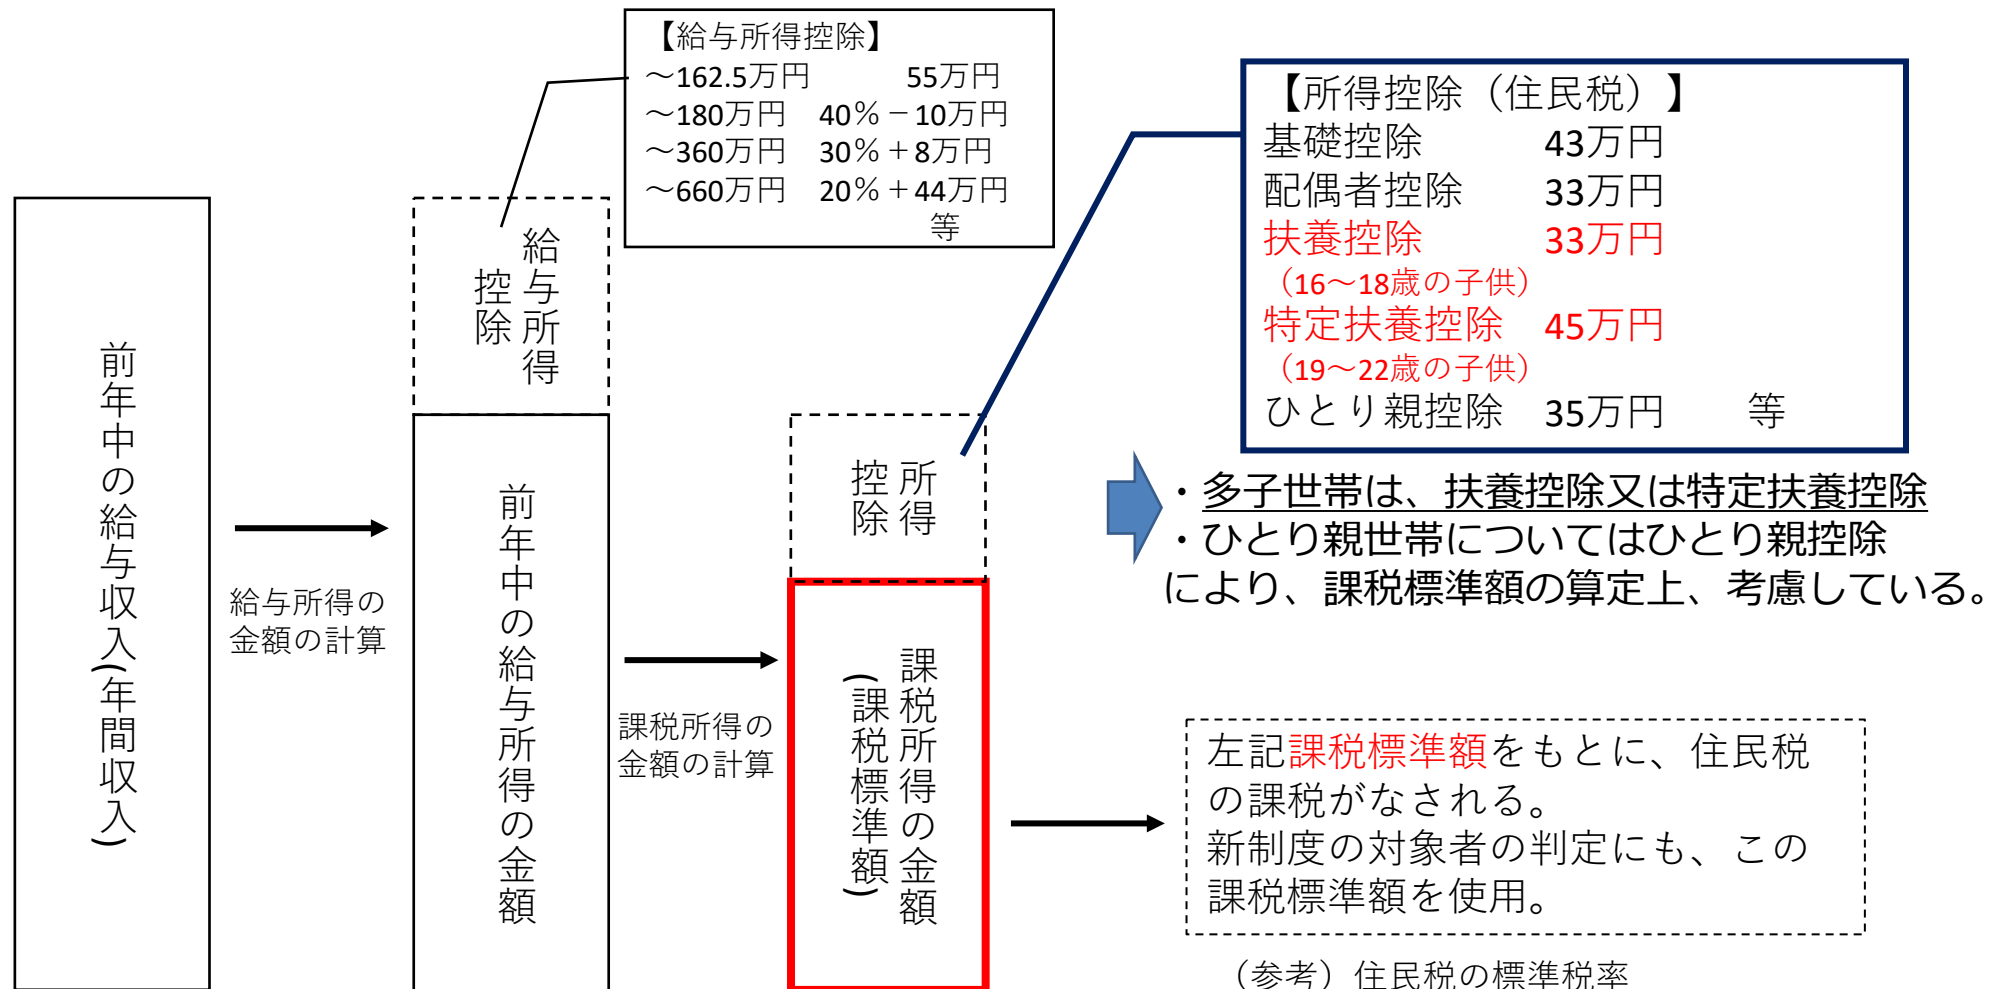 【給与所得控除】
～162.5万円 55万円
～180万円 40％－10万円
～360万円 30％＋8万円
～660万円 20％＋44万円
等
【所得控除（住民税）】
基礎控除 43万円
配偶者控除 33万円
扶養控除 33万円
（16～18歳の子供）
特定扶養控除 45万円
（19～22歳の子供）
ひとり親控除 35万円 等
前年中の給与収入(年間収入)
給与所得の
金額の計算
給与所得
控除
前年中の給与所得の金額
課税所得の
金額の計算
所得
控除
課税所得の金額
(課税標準額)
・多子世帯は、扶養控除又は特定扶養控除
・ひとり親世帯についてはひとり親控除
により、課税標準額の算定上、考慮している。
左記課税標準額をもとに、住民税
の課税がなされる。
新制度の対象者の判定にも、この
課税標準額を使用。
（参考）住民税の標準税率